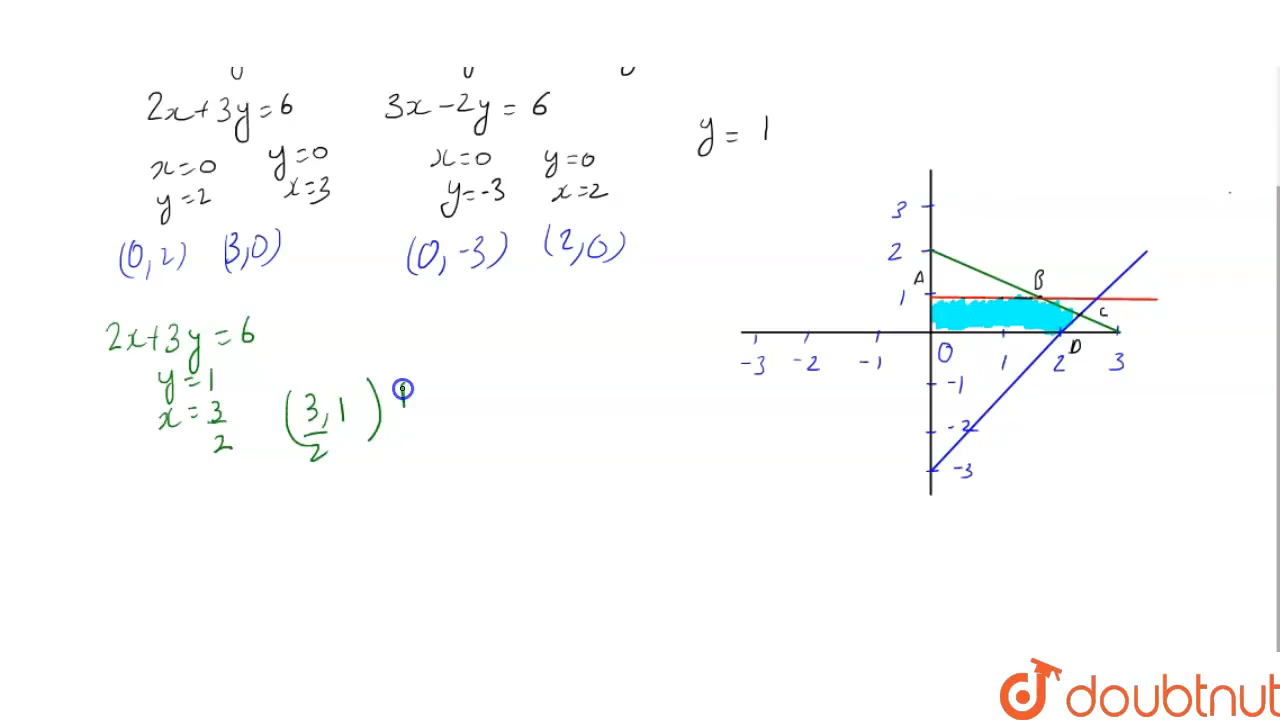 2x+3y=6 3x-2y=6
y=1
x=0 y=0 x=0 y=0
y=2 x=3 y=-3 x=2
(0,2) (3,0) (0,-3) (2,0)
3
2
A
B
1
C
D
-3 -2 -1 0 1 2 3
-1
-2
-3
2x+3y=6
y=1
x=3/2 (3/2,1)
doubtnut